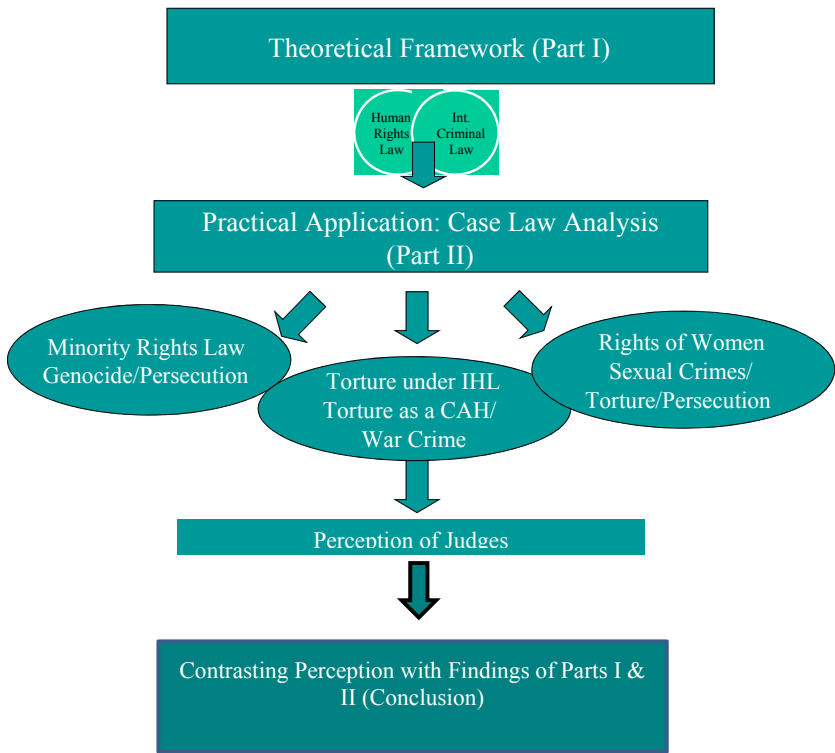 Theoretical Framework (Part I)
Human
Rights
Law
Int.
Criminal
Law
Practical Application: Case Law Analysis
(Part II)
Minority Rights Law
Genocide/Persecution
Torture under IHL
Torture as a CAH/
War Crime
Rights of Women
Sexual Crimes/
Torture/Persecution
Perception of Judges
Contrasting Perception with Findings of Parts I &
II (Conclusion)